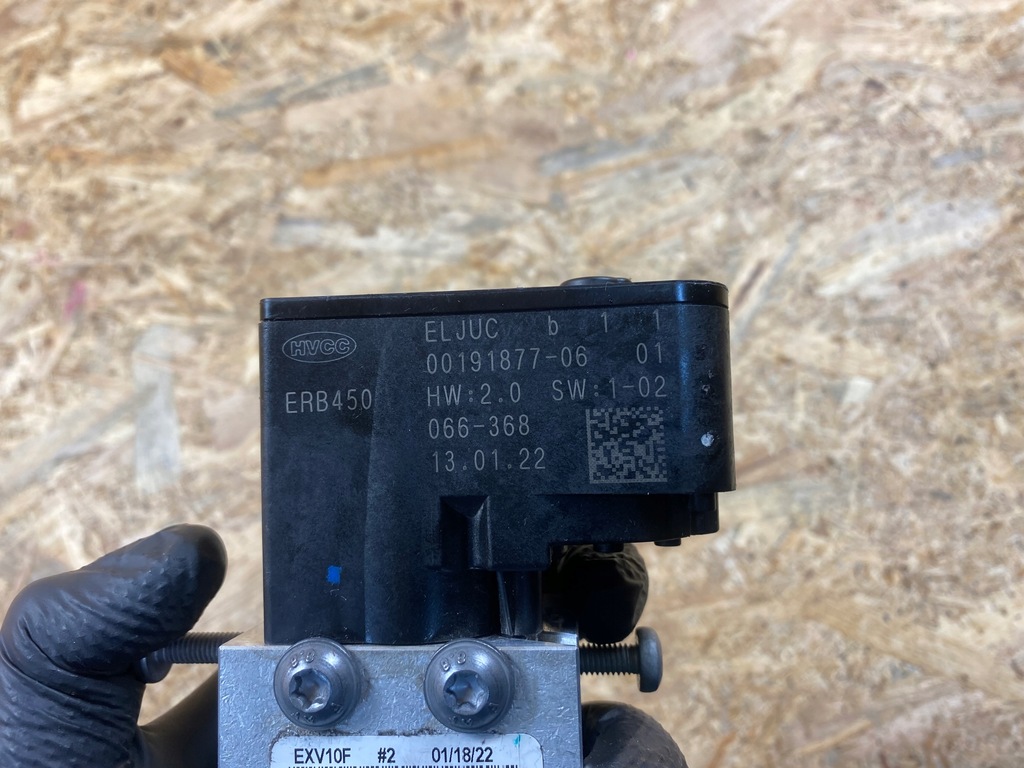 HVCC
ERB450
ELJUC b 1 1
00191877-06 01
HW:2.0 SW:1-02
066-368
13.01.22
EXV10F #2 01/18/22